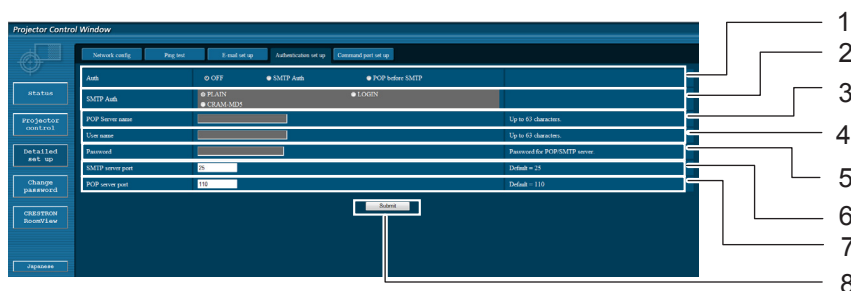 Projector Control Window
Network config Ping test E-mail set up Authentication set up Command port set up
Auth OFF SMTP Auth POP before SMTP
SMTP Auth PLAIN LOGIN
CRAM-MD5
POP Server name Up to 63 characters.
User name Up to 63 characters.
Password Password for POP/SMTP server.
SMTP server port 25 Default = 25
POP server port 110 Default = 110
Submit
Status
Projector
control
Detailed
set up
Change
password
CRESTRON
RoomView
Japanese
1
2
3
4
5
6
7
8